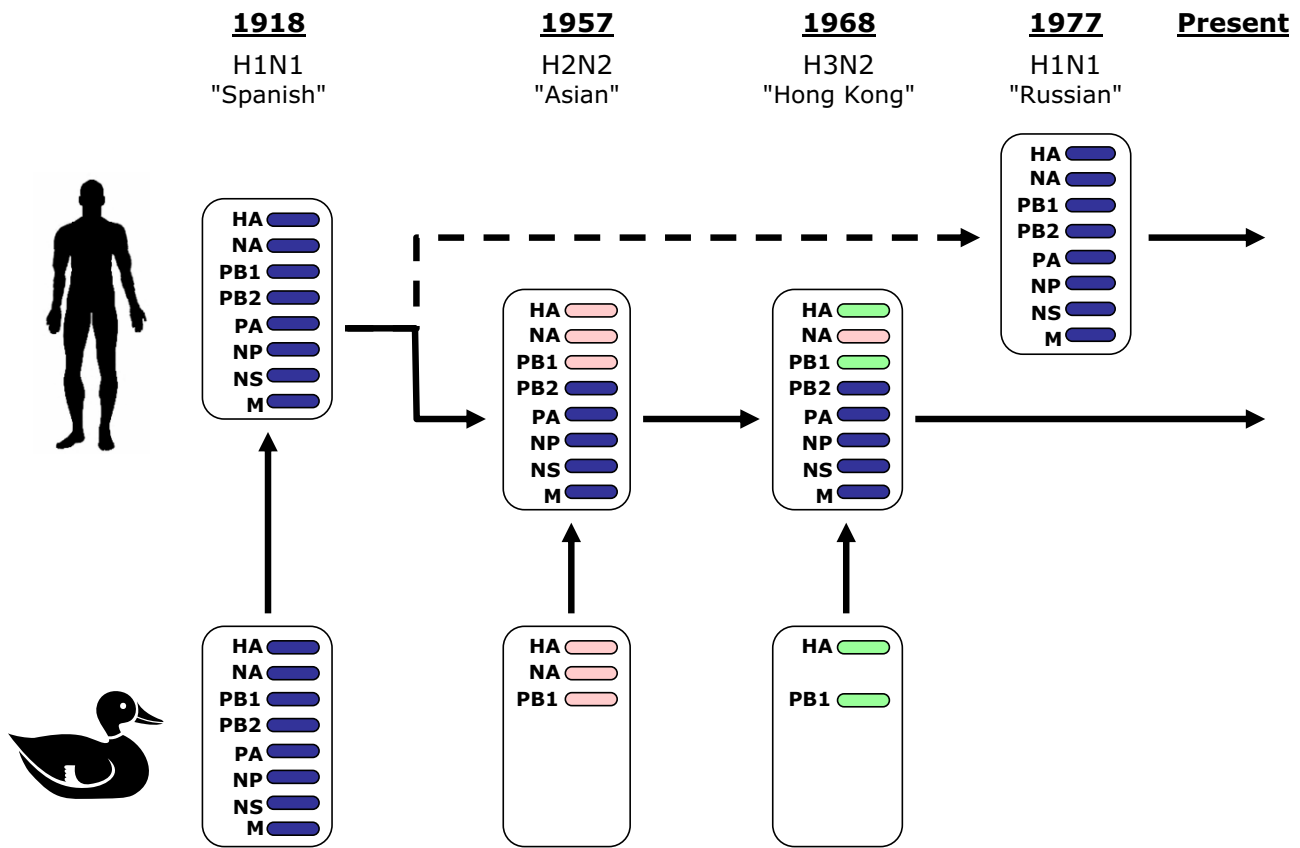 1918
H1N1
"Spanish"
1957
H2N2
"Asian"
1968
H3N2
"Hong Kong"
1977
H1N1
"Russian"
Present
HA
NA
PB1
PB2
PA
NP
NS
M
HA
NA
PB1
PB2
PA
NP
NS
M
HA
NA
PB1
PB2
PA
NP
NS
M
HA
NA
PB1
PB2
PA
NP
NS
M
HA
NA
PB1
PB2
PA
NP
NS
M
HA
NA
PB1
HA
PB1